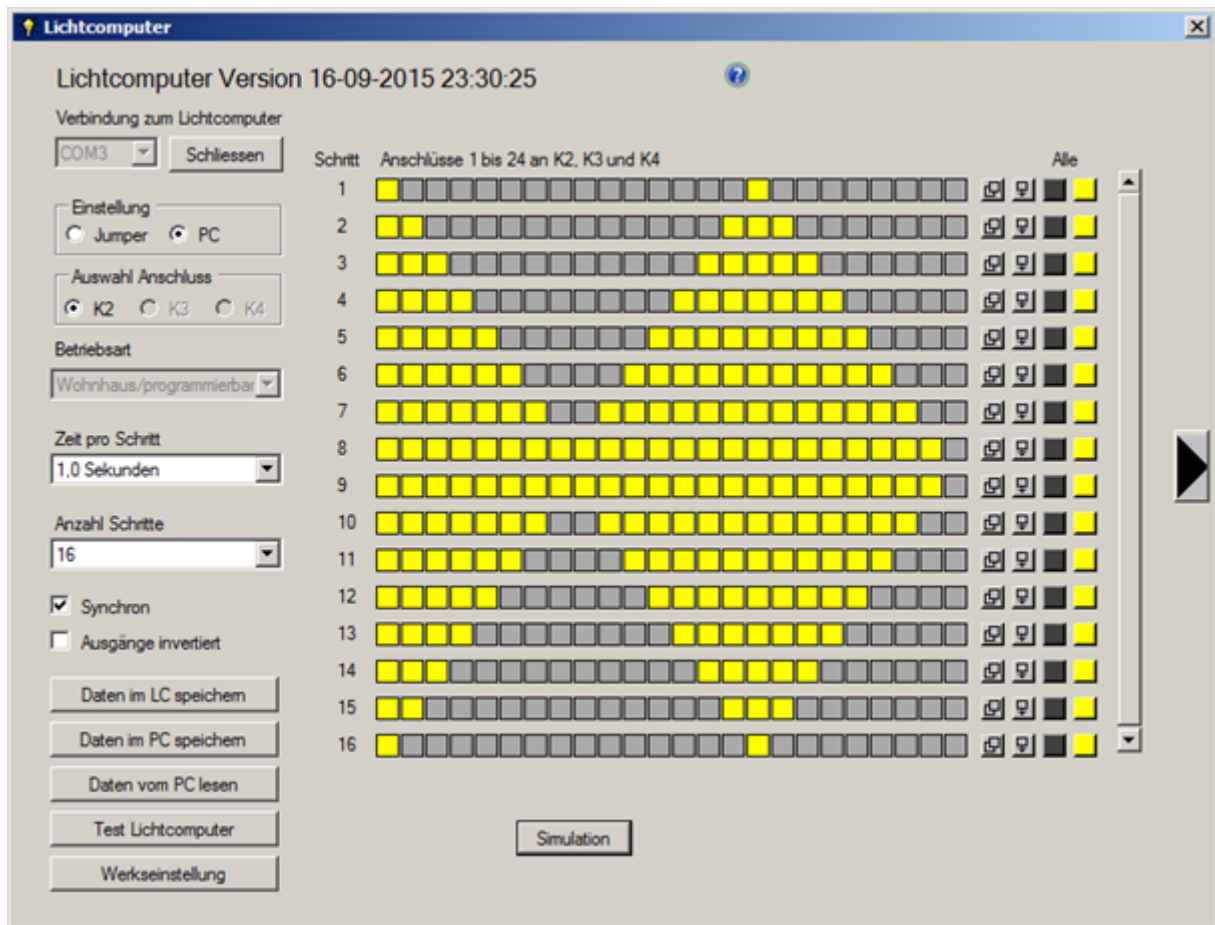 Lichtcomputer
Lichtcomputer Version 16-09-2015 23:30:25
Verbindung zum Lichtcomputer
COM3
Schliessen
Einstellung
Jumper
PC
Auswahl Anschluss
K2
K3
K4
Betriebsart
Wohnhaus/programmierbar
Zeit pro Schritt
1,0 Sekunden
Anzahl Schritte
16
Synchron
Ausgänge invertiert
Daten im LC speichern
Daten im PC speichern
Daten vom PC lesen
Test Lichtcomputer
Werkseinstellung
Schritt
Anschlüsse 1 bis 24 an K2, K3 und K4
Alle
1
2
3
4
5
6
7
8
9
10
11
12
13
14
15
16
Simulation